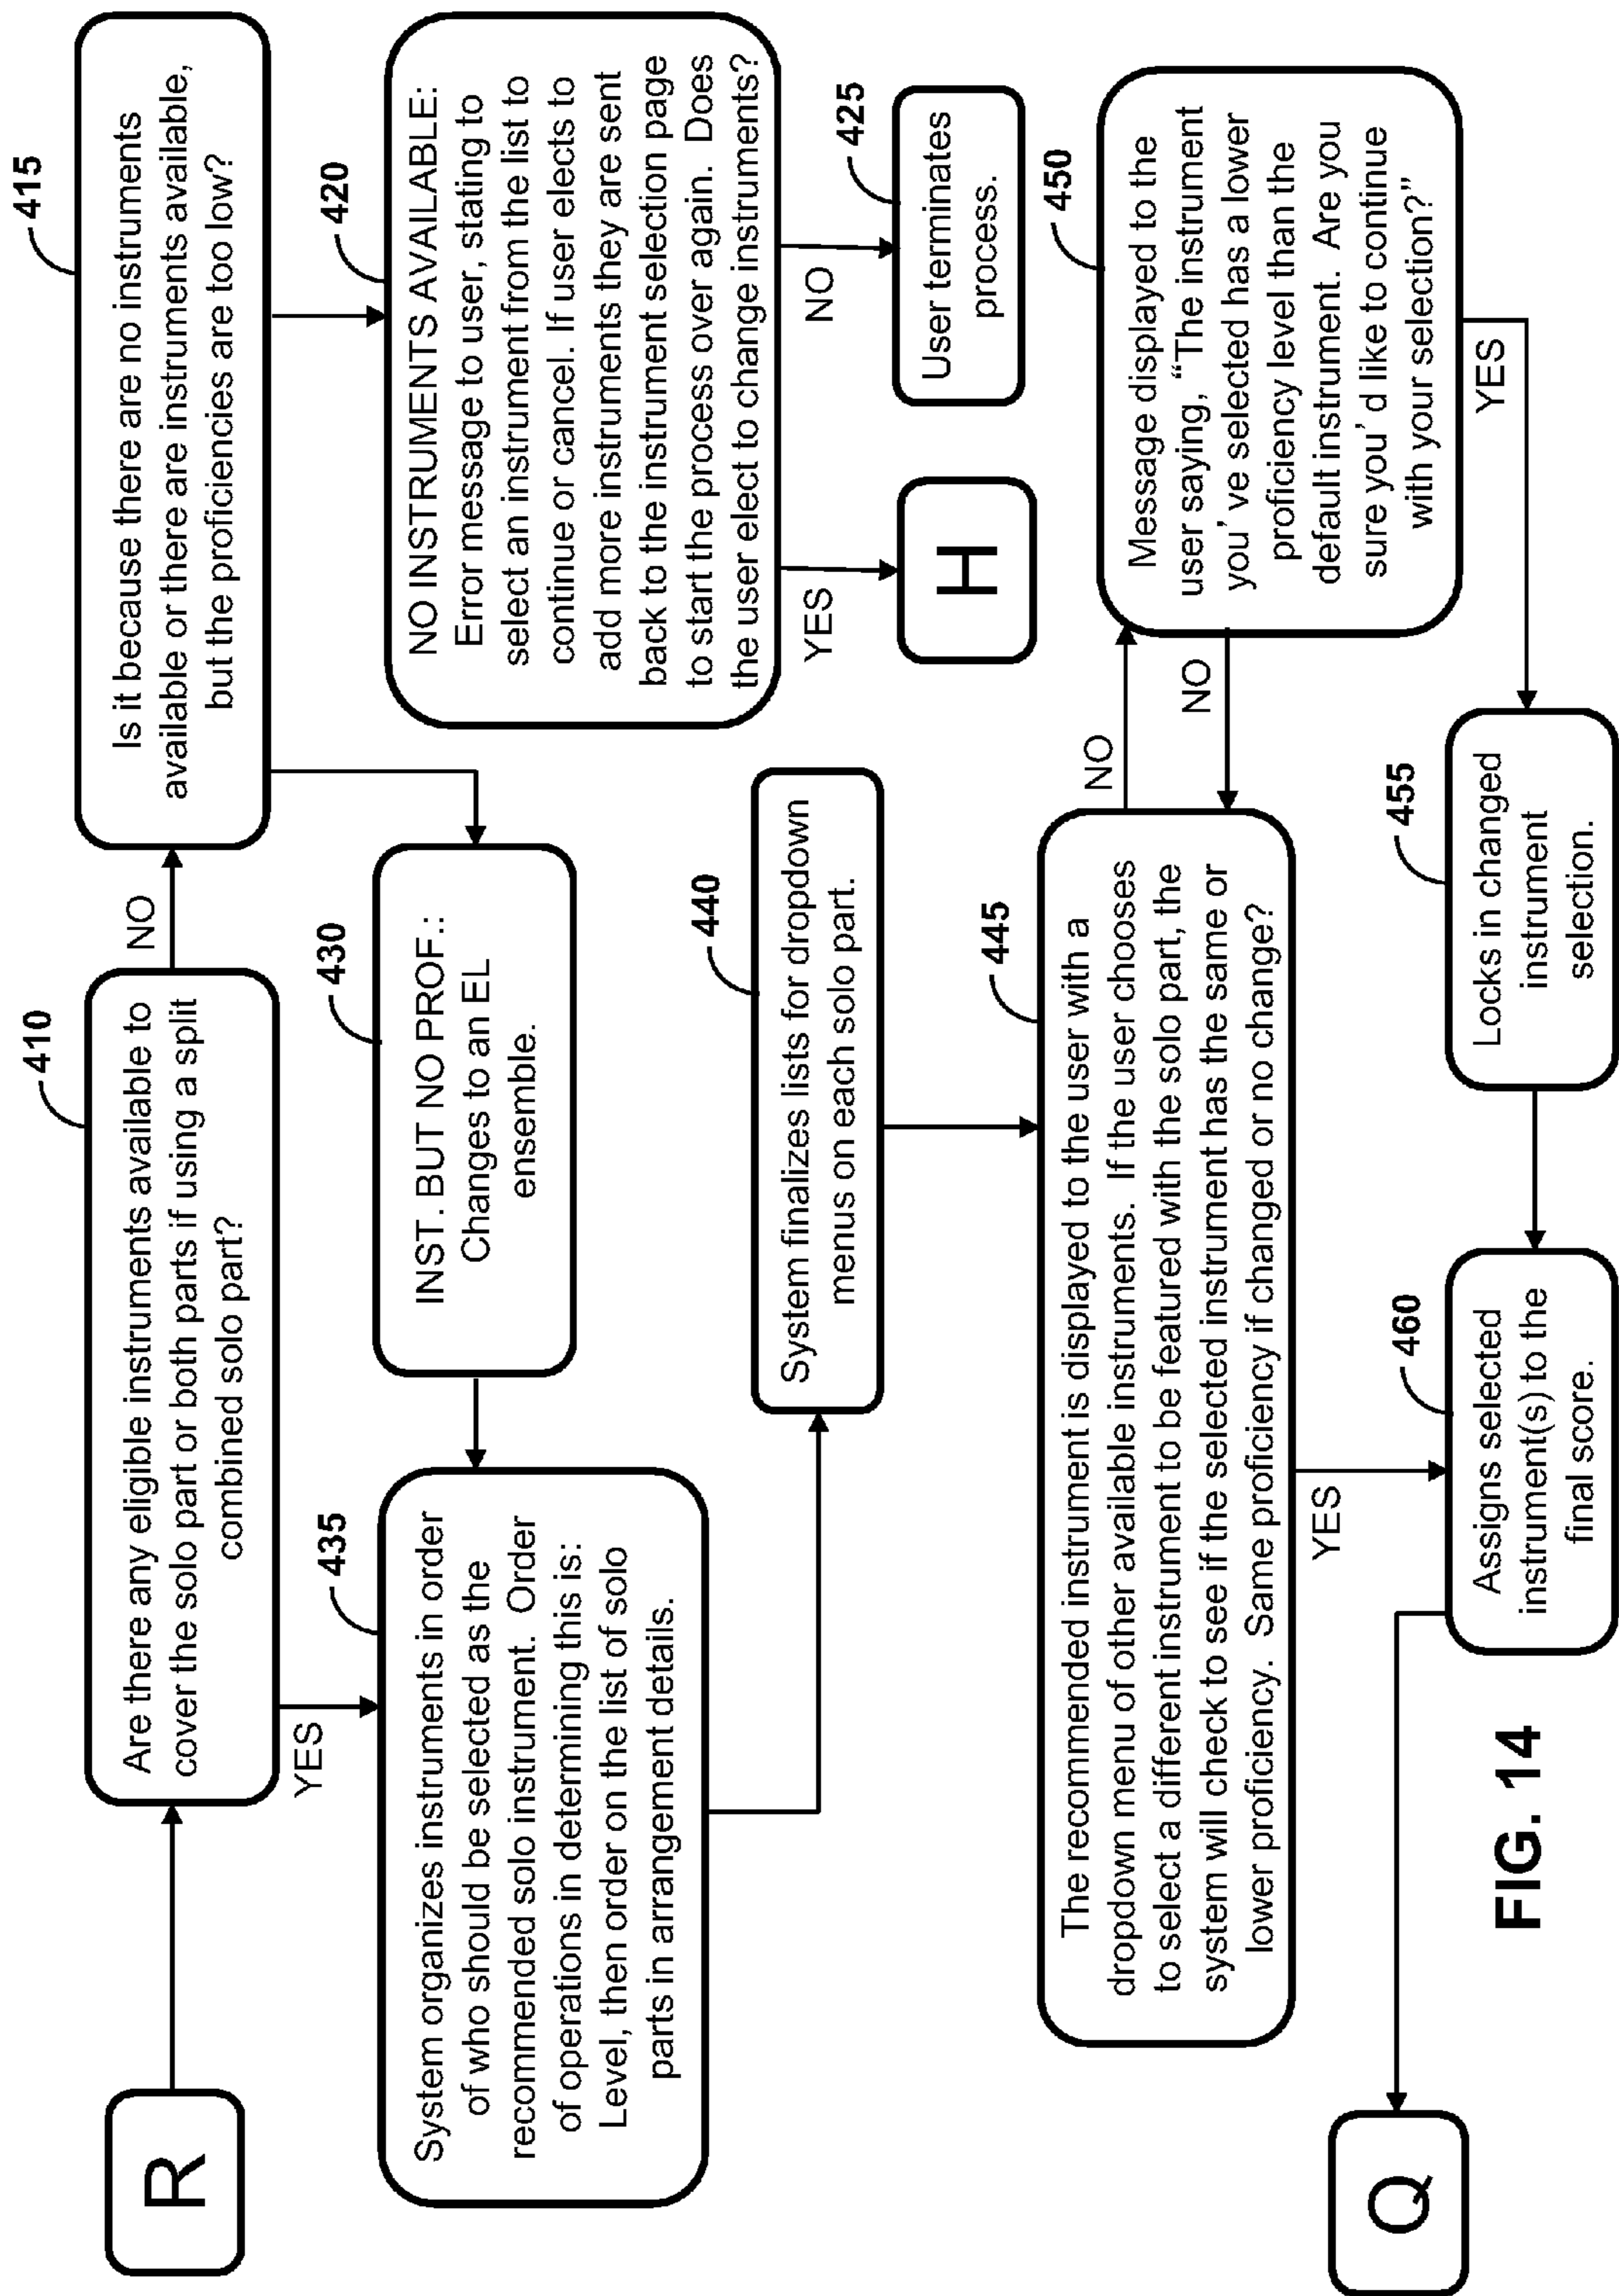 R
410
Are there any eligible instruments available to
cover the solo part or both parts if using a split
combined solo part?
NO
YES
415
Is it because there are no instruments
available or there are instruments available,
but the proficiencies are too low?
420
NO INSTRUMENTS AVAILABLE:
Error message to user, stating to
select an instrument from the list to
continue or cancel. If user elects to
add more instruments they are sent
back to the instrument selection page
to start the process over again. Does
the user elect to change instruments?
YES
NO
H
425
User terminates
process.
430
INST. BUT NO PROF.:
Changes to an EL
ensemble.
435
System organizes instruments in order
of who should be selected as the
recommended solo instrument. Order
of operations in determining this is:
Level, then order on the list of solo
parts in arrangement details.
440
System finalizes lists for dropdown
menus on each solo part.
445
The recommended instrument is displayed to the user with a
dropdown menu of other available instruments. If the user chooses
to select a different instrument to be featured with the solo part, the
system will check to see if the selected instrument has the same or
lower proficiency. Same proficiency if changed or no change?
NO
NO
YES
450
Message displayed to the
user saying, “The instrument
you’ ve selected has a lower
proficiency level than the
default instrument. Are you
sure you’ d like to continue
with your selection?”
YES
455
Locks in changed
instrument
selection.
460
Assigns selected
instrument(s) to the
final score.
Q
FIG. 14